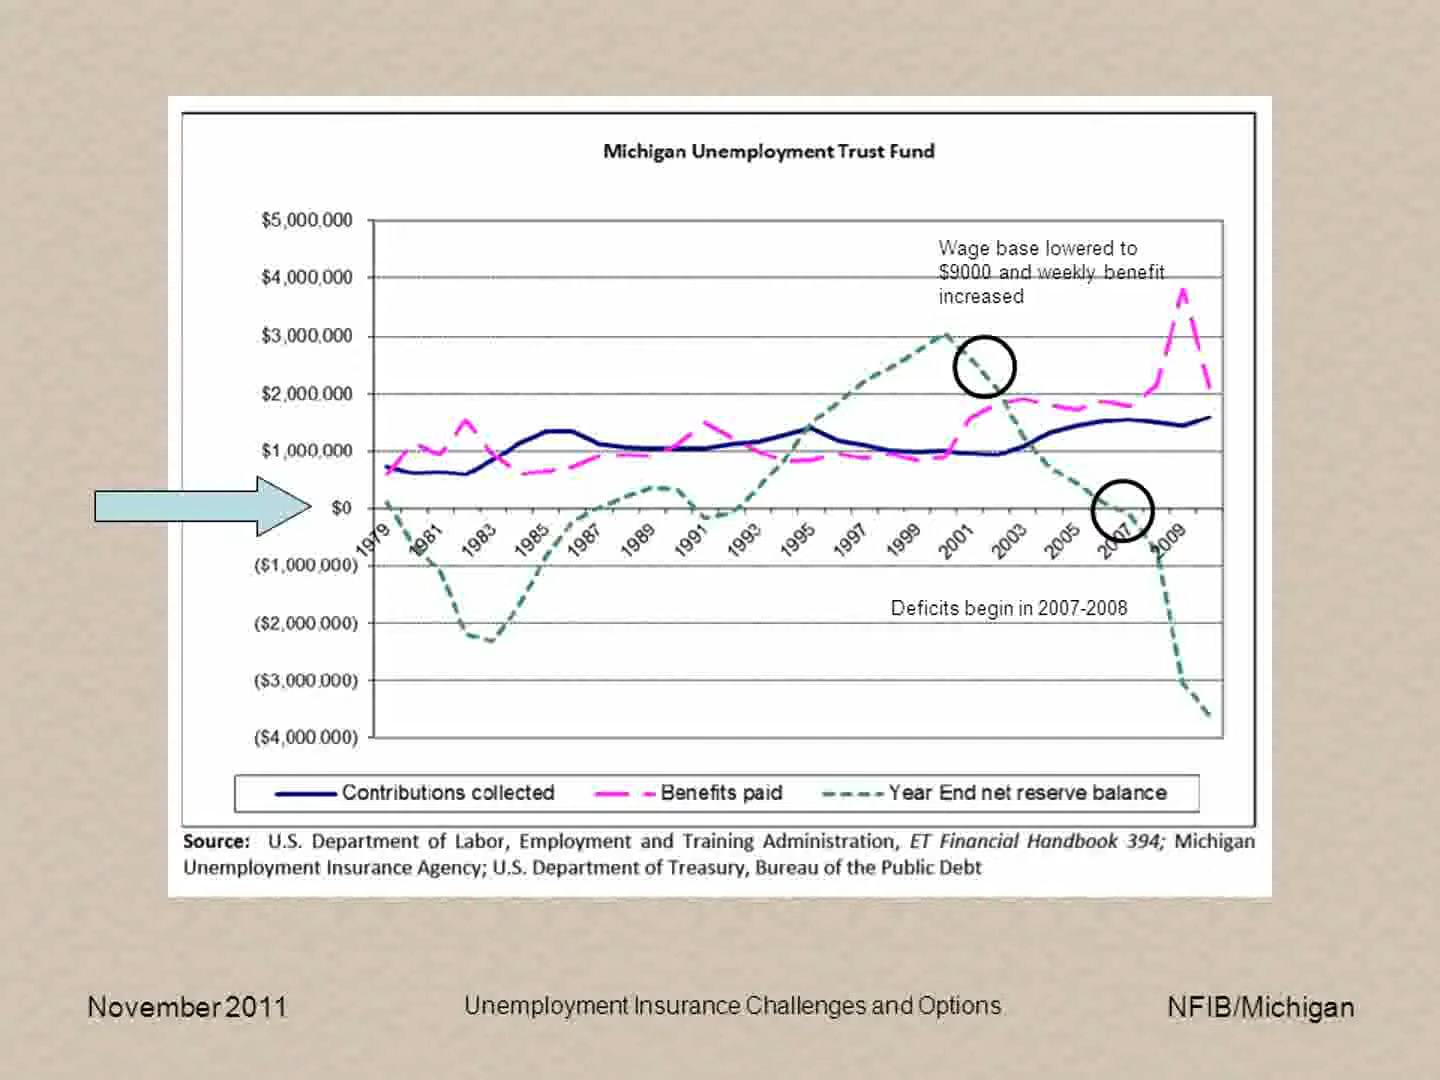 Michigan Unemployment Trust Fund
$5,000,000
$4,000,000
$3,000,000
$2,000,000
$1,000,000
$0
($1,000,000)
($2,000,000)
($3,000,000)
($4,000,000)
Wage base lowered to
$9000 and weekly benefit
increased
1979 1981 1983 1985 1987 1989 1991 1993 1995 1997 1999 2001 2003 2005 2007 2009
Deficits begin in 2007-2008
Contributions collected Benefits paid Year End net reserve balance
Source: U.S. Department of Labor, Employment and Training Administration, ET Financial Handbook 394; Michigan
Unemployment Insurance Agency; U.S. Department of Treasury, Bureau of the Public Debt
November 2011 Unemployment Insurance Challenges and Options NFIB/Michigan